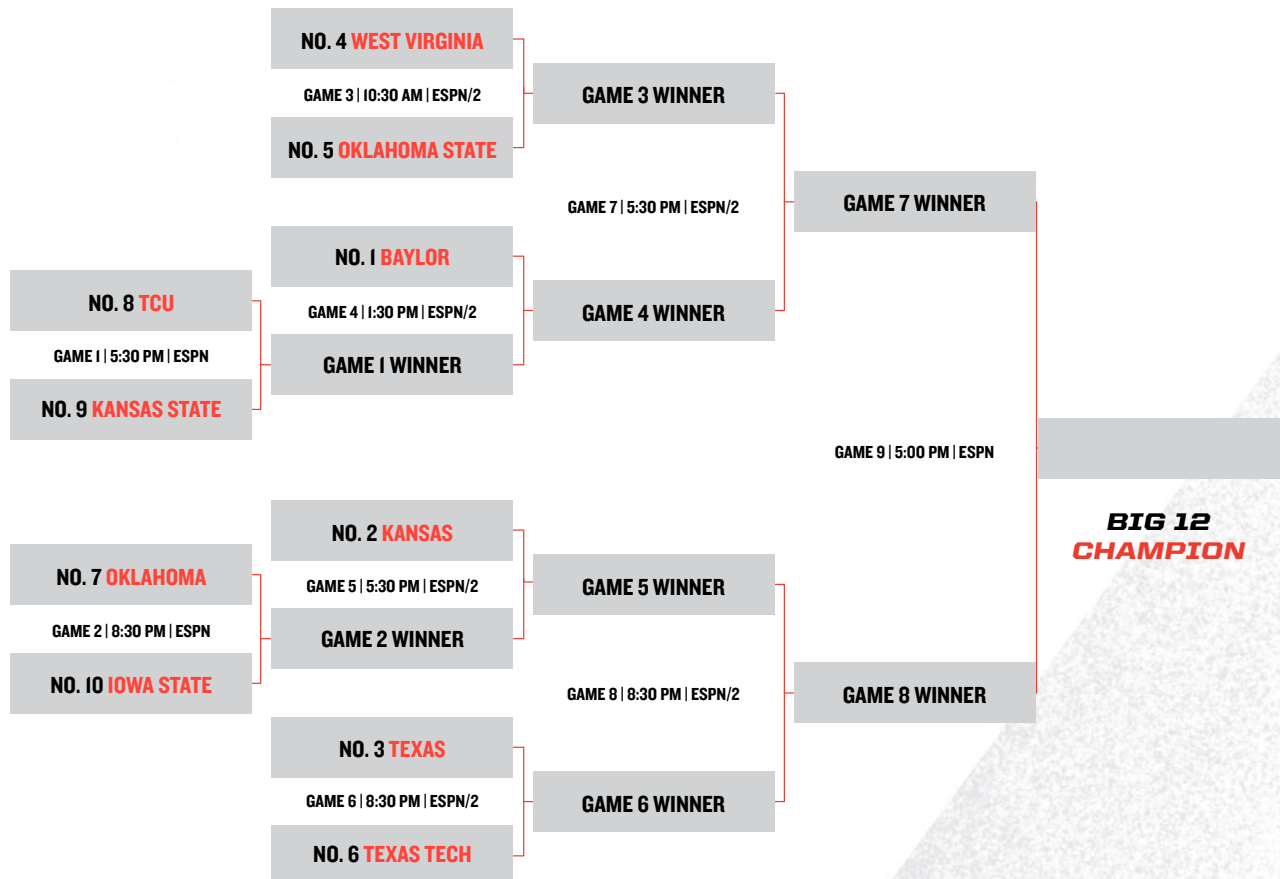 NO. 4 WEST VIRGINIA
GAME 3 | 10:30 AM | ESPN/2
NO. 5 OKLAHOMA STATE
GAME 3 WINNER
GAME 7 | 5:30 PM | ESPN/2
GAME 7 WINNER
NO. 1 BAYLOR
GAME 4 | 1:30 PM | ESPN/2
GAME 4 WINNER
NO. 8 TCU
GAME 1 | 5:30 PM | ESPN
GAME 1 WINNER
NO. 9 KANSAS STATE
GAME 9 | 5:00 PM | ESPN
BIG 12
CHAMPION
NO. 2 KANSAS
GAME 5 | 5:30 PM | ESPN/2
GAME 5 WINNER
NO. 7 OKLAHOMA
GAME 2 | 8:30 PM | ESPN
GAME 2 WINNER
NO. 10 IOWA STATE
GAME 8 | 8:30 PM | ESPN/2
GAME 8 WINNER
NO. 3 TEXAS
GAME 6 | 8:30 PM | ESPN/2
GAME 6 WINNER
NO. 6 TEXAS TECH